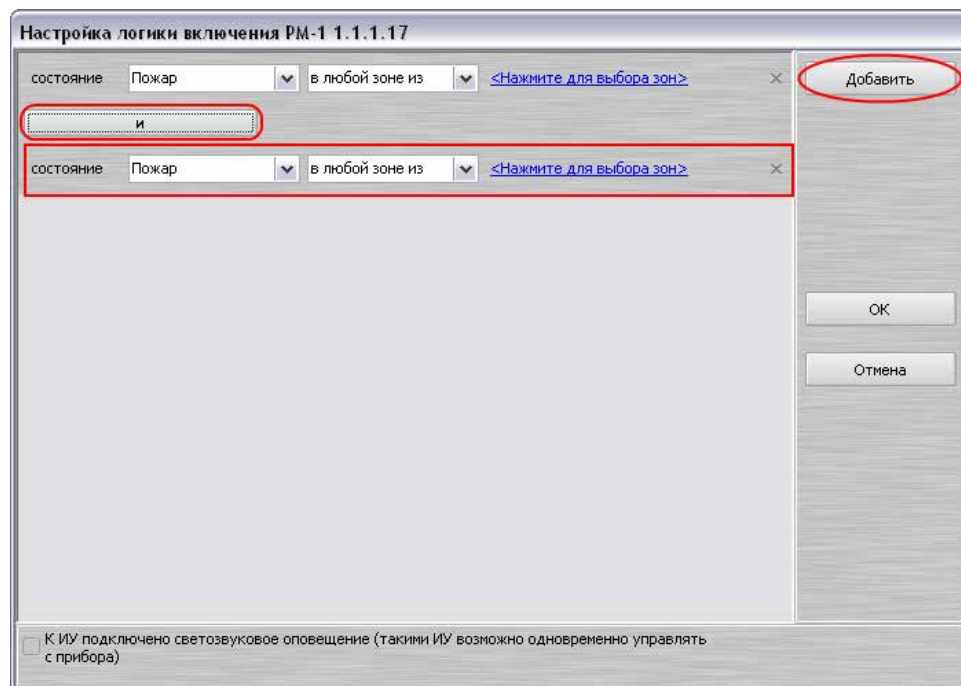 Настройка логики включения РМ-1 1.1.1.17
состояние Пожар в любой зоне из <Нажмите для выбора зон> Добавить
и
состояние Пожар в любой зоне из <Нажмите для выбора зон>
ОК
Отмена
К ИУ подключено светозвуковое оповещение (такими ИУ возможно одновременно управлять
с прибора)